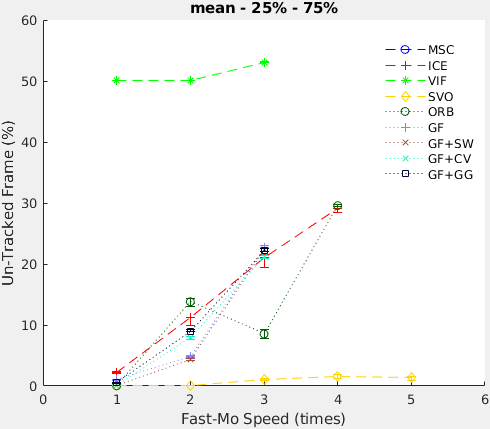 mean - 25% - 75%
Un-Tracked Frame (%)
60
50
40
30
20
10
0
MSC
ICE
VIF
SVO
ORB
GF
GF+SW
GF+CV
GF+GG
0 1 2 3 4 5 6
Fast-Mo Speed (times)